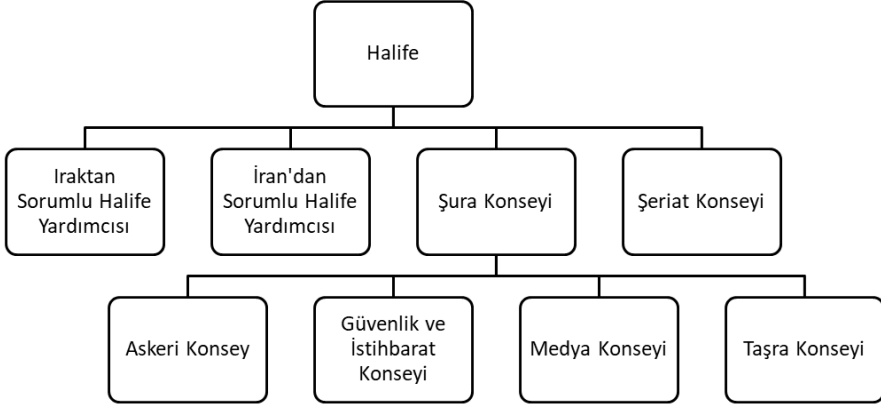 Halife
Iraktan
Sorumlu Halife
Yardımcısı
İran'dan
Sorumlu Halife
Yardımcısı
Şura Konseyi
Şeriat Konseyi
Askeri Konsey
Güvenlik ve
İstihbarat
Konseyi
Medya Konseyi
Taşra Konseyi